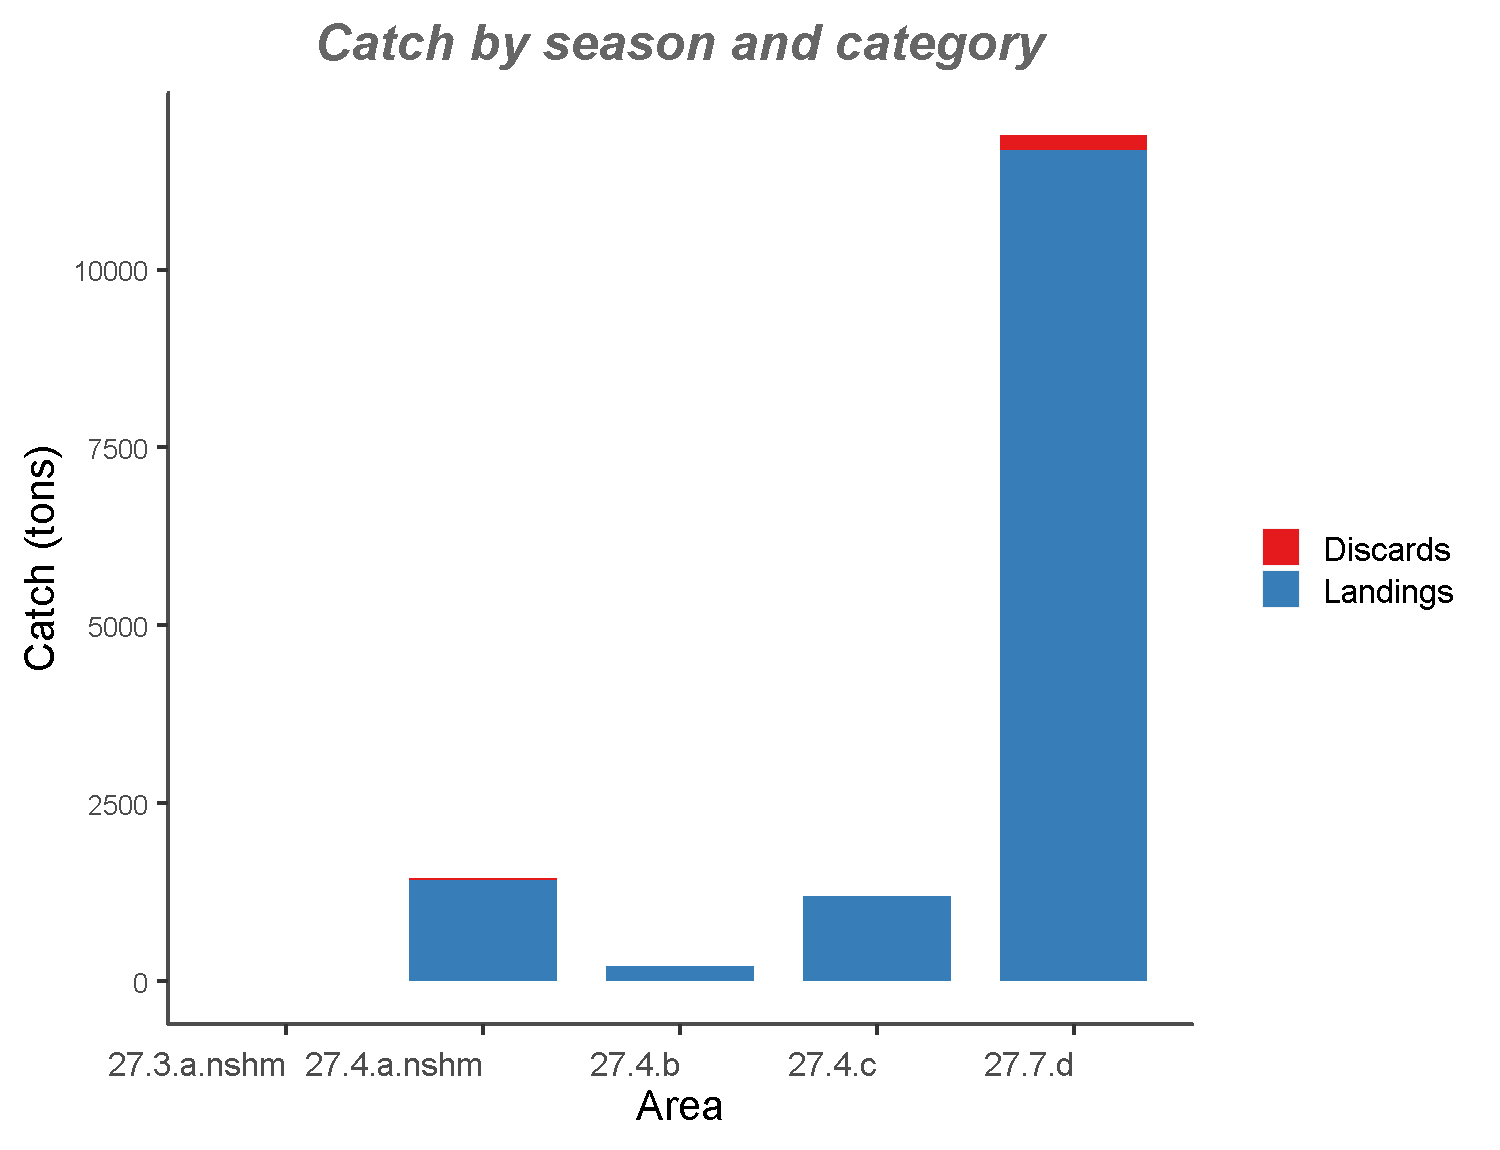 Catch by season and category
Catch (tons)
10000
7500
5000
2500
0
27.3.a.nshm 27.4.a.nshm 27.4.b 27.4.c 27.7.d
Area
Discards
Landings